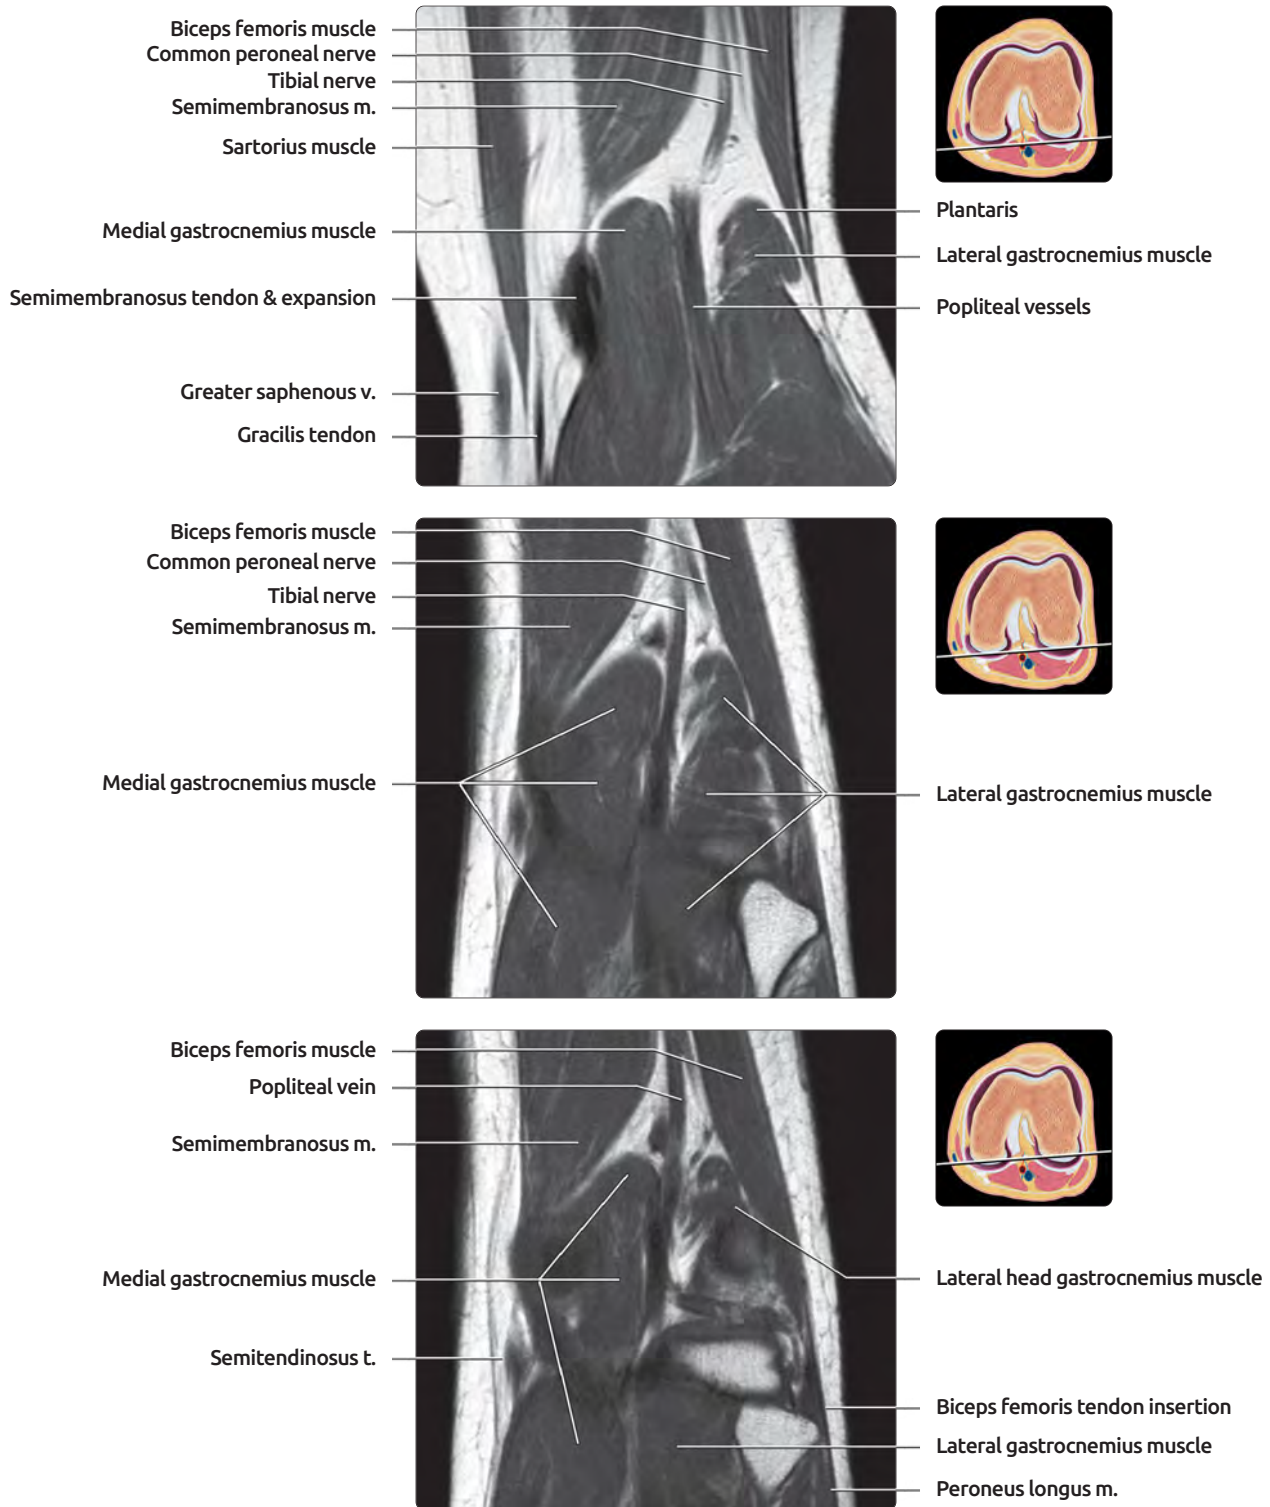 Biceps femoris muscle
Common peroneal nerve
Tibial nerve
Semimembranosus m.
Sartorius muscle
Medial gastrocnemius muscle
Semimembranosus tendon & expansion
Greater saphenous v.
Gracilis tendon
Plantaris
Lateral gastrocnemius muscle
Popliteal vessels
Biceps femoris muscle
Common peroneal nerve
Tibial nerve
Semimembranosus m.
Medial gastrocnemius muscle
Lateral gastrocnemius muscle
Biceps femoris muscle
Popliteal vein
Semimembranosus m.
Medial gastrocnemius muscle
Semitendinosus t.
Lateral head gastrocnemius muscle
Biceps femoris tendon insertion
Lateral gastrocnemius muscle
Peroneus longus m.